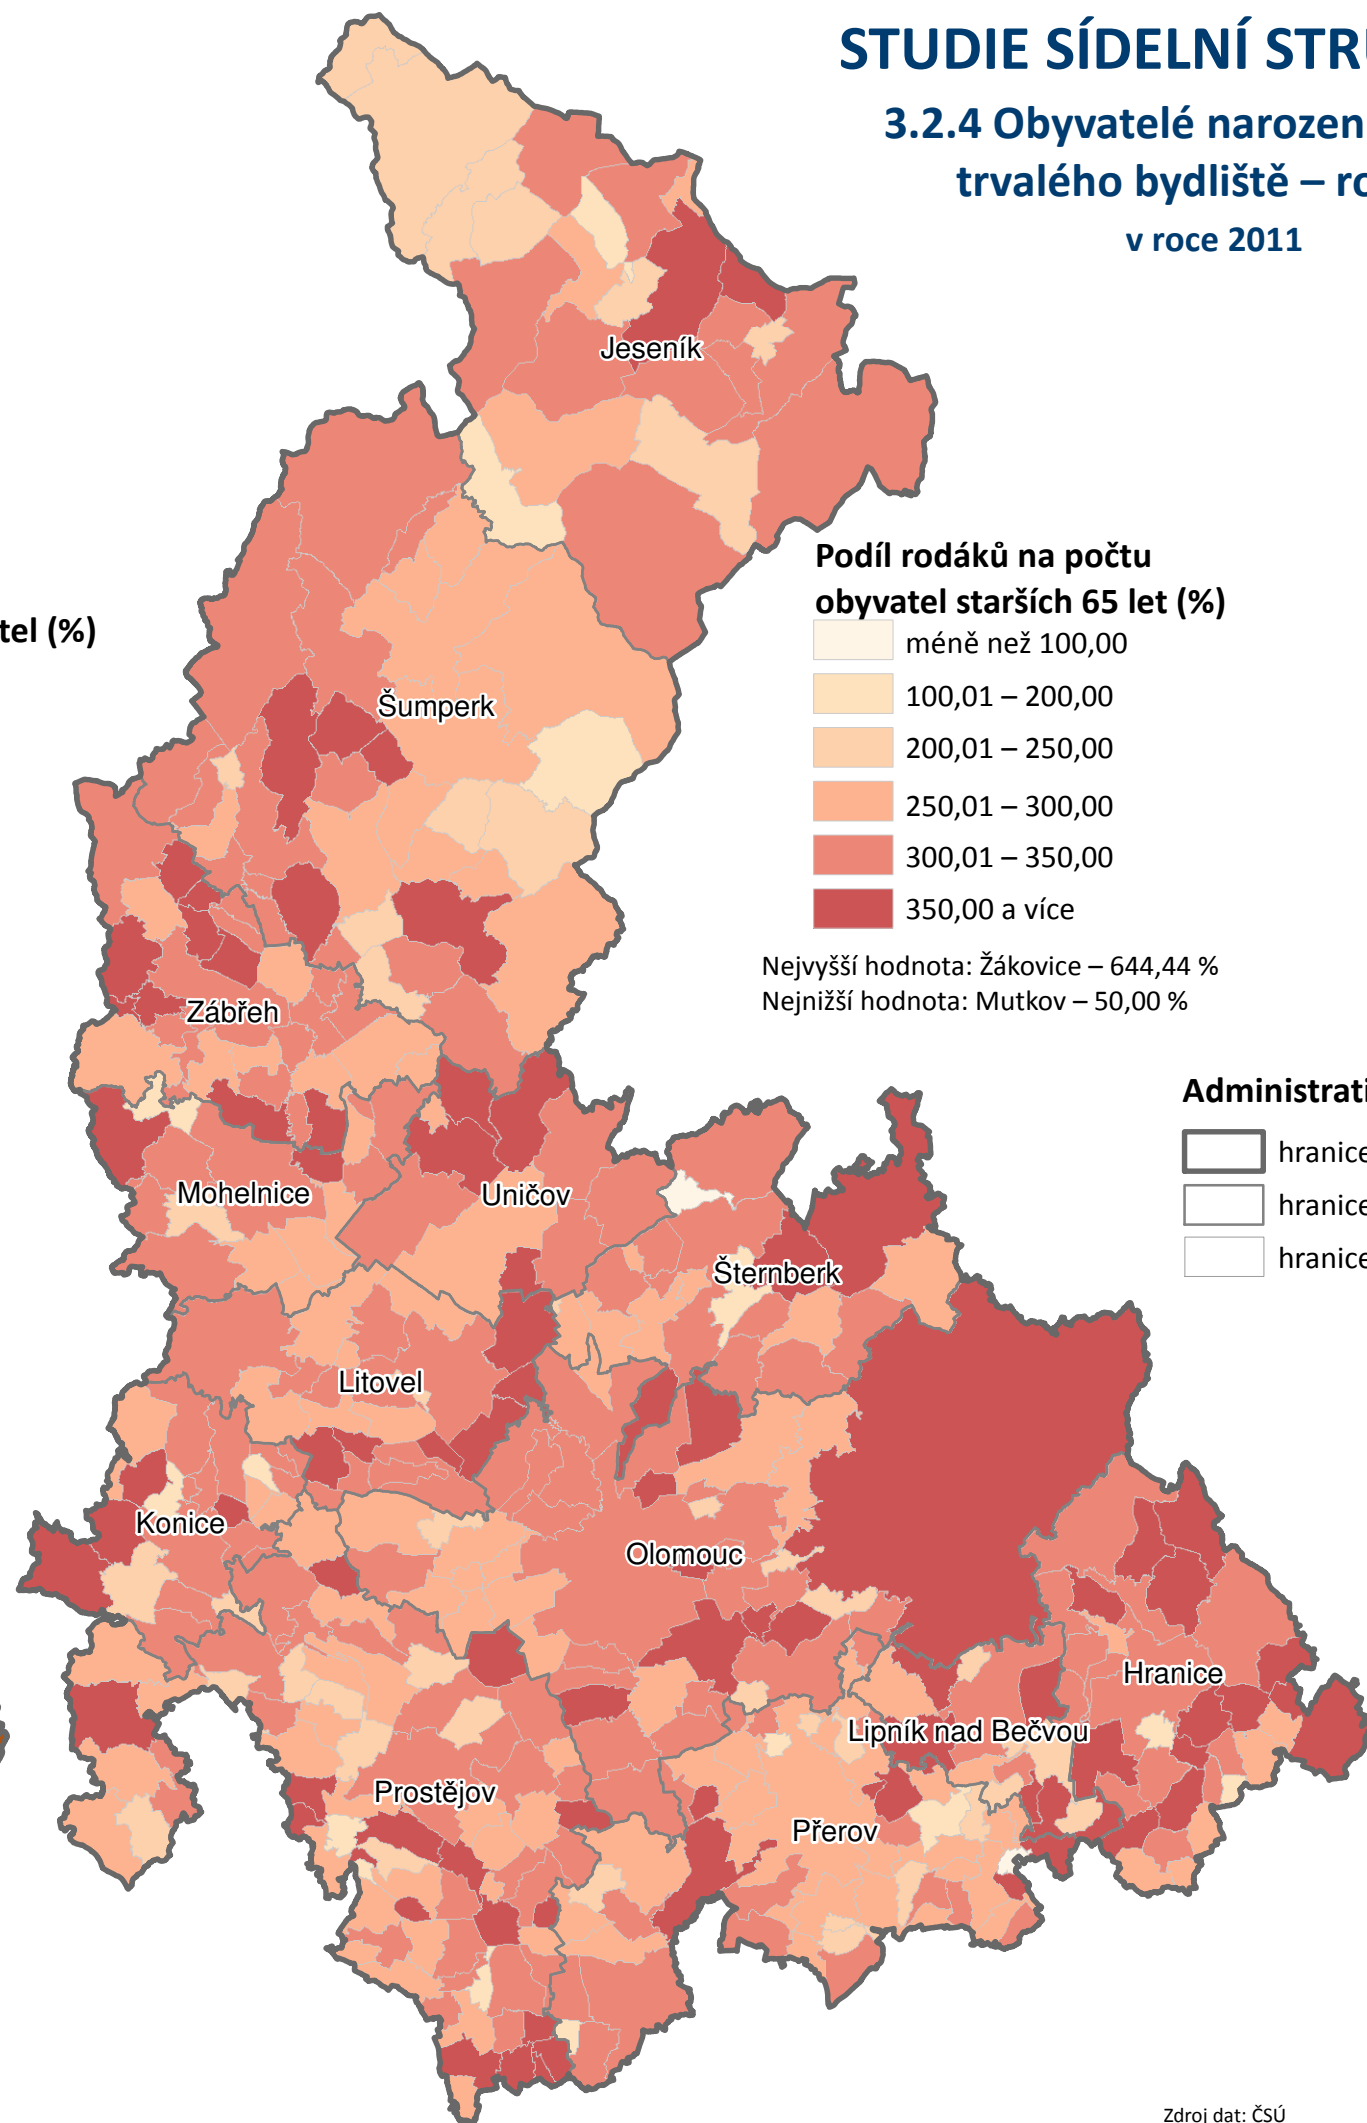 STUDIE SÍDELNÍ STRU
3.2.4 Obyvatelé narozen
trvalého bydliště – ro
v roce 2011
Jeseník
Podíl rodáků na počtu
obyvatel starších 65 let (%)
méně než 100,00
100,01 – 200,00
200,01 – 250,00
250,01 – 300,00
300,01 – 350,00
350,00 a více
tel (%)
Šumperk
Nejvyšší hodnota: Žákovice – 644,44 %
Nejnižší hodnota: Mutkov – 50,00 %
Zábřeh
Administrati
hranice
hranice
hranice
Mohelnice
Uničov
Šternberk
Litovel
Konice
Olomouc
Hranice
Lipník nad Bečvou
Prostějov
Přerov
Zdroj dat: ČSÚ